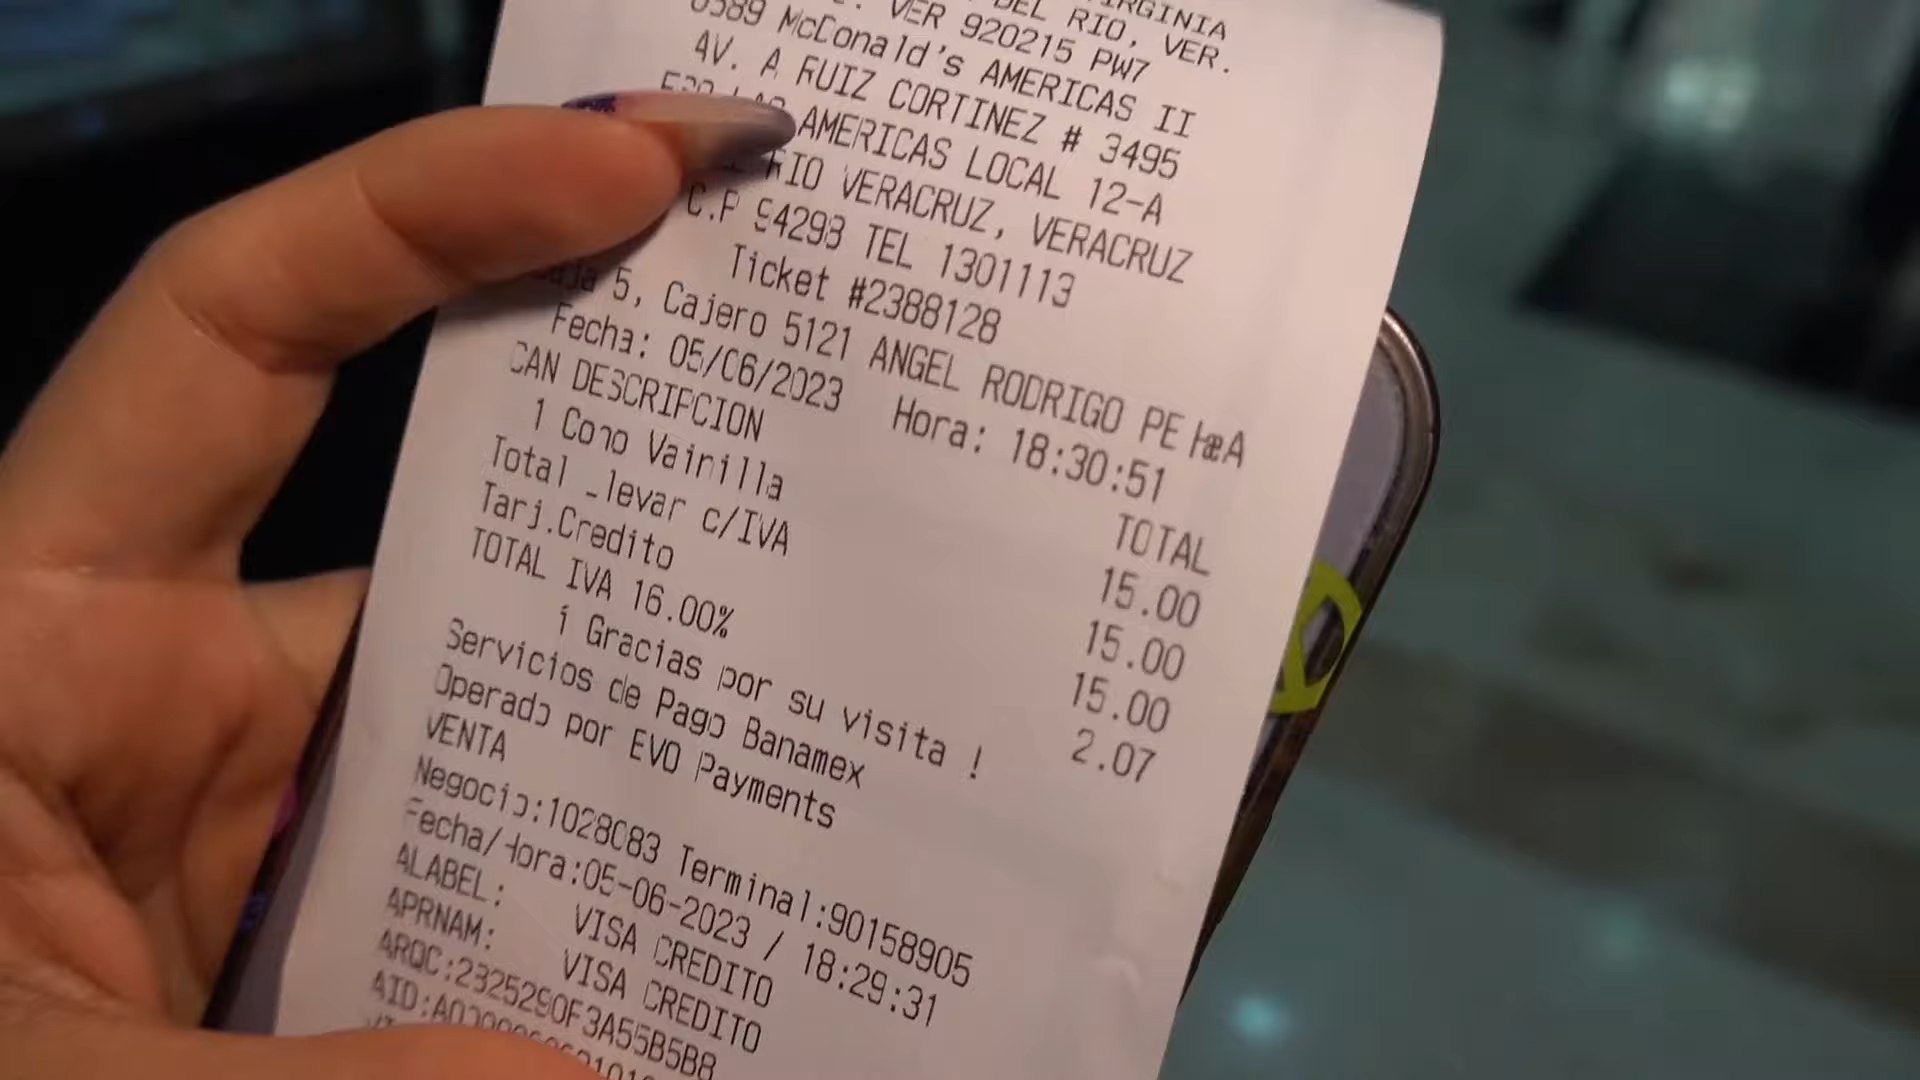 VIRGINIA
DEL RIO, VER.
VER 920215 PW7
0389 McDonald's AMERICAS II
AV. A RUIZ CORTINEZ # 3495
AMERICAS LOCAL 12-A
RIO VERACRUZ, VERACRUZ
C.P 94298 TEL 1301113
Ticket #2388128
5, Cajero 5121 ANGEL RODRIGO PE
Fecha: 05/06/2023 Hora: 18:30:51
CAN DESCRIPCION TOTAL
1 Cono Vainilla 15.00
Total Llevar c/IVA 15.00
Tarj.Credito 15.00
TOTAL IVA 16.00% 2.07
¡ Gracias por su visita !
Servicios de Pago Banamex
Operado por EVO Payments
VENTA
Negocio:1028083 Terminal:90158905
Fecha/Hora:05-06-2023 / 18:29:31
ALABEL: VISA CREDITO
APRNAM: VISA CREDITO
ARQC:2325290F3A55B5B8